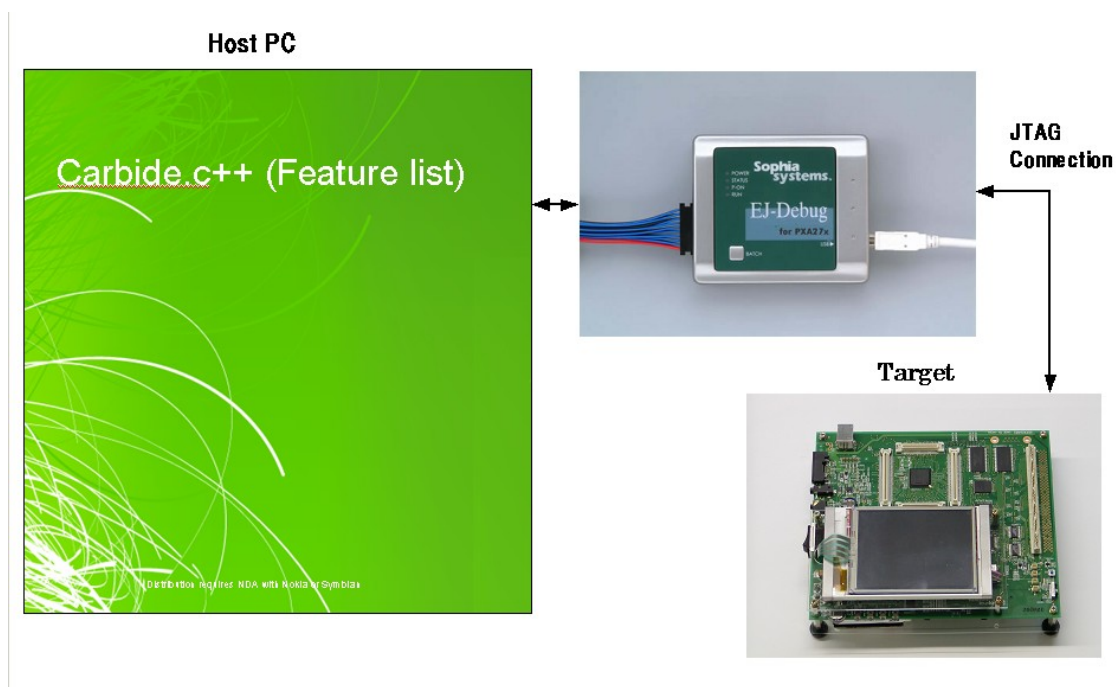 Host PC
Carbide.c++ (Feature list)
Distribution requires NDA with Nokia or Symbian
Sophia
systems.
POWER
STATUS
P-ON
RUN
EJ-Debug
for PXA27x
USB
BATCH
JTAG
Connection
Target